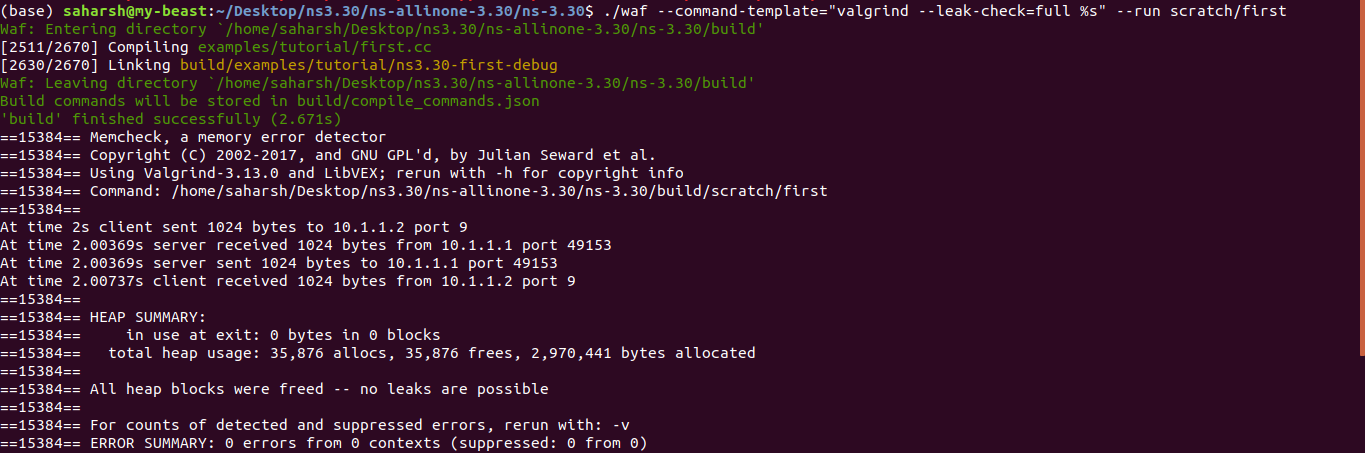 (base) saharsh@my-beast:~/Desktop/ns3.30/ns-allinone-3.30/ns-3.30$ ./waf --command-template="valgrind --leak-check=full %s" --run scratch/first
Waf: Entering directory `/home/saharsh/Desktop/ns3.30/ns-allinone-3.30/ns-3.30/build'
[2511/2670] Compiling examples/tutorial/first.cc
[2630/2670] Linking build/examples/tutorial/ns3.30-first-debug
Waf: Leaving directory `/home/saharsh/Desktop/ns3.30/ns-allinone-3.30/ns-3.30/build'
Build commands will be stored in build/compile_commands.json
'build' finished successfully (2.671s)
==15384== Memcheck, a memory error detector
==15384== Copyright (C) 2002-2017, and GNU GPL'd, by Julian Seward et al.
==15384== Using Valgrind-3.13.0 and LibVEX; rerun with -h for copyright info
==15384== Command: /home/saharsh/Desktop/ns3.30/ns-allinone-3.30/ns-3.30/build/scratch/first
==15384==
At time 2s client sent 1024 bytes to 10.1.1.2 port 9
At time 2.00369s server received 1024 bytes from 10.1.1.1 port 49153
At time 2.00369s server sent 1024 bytes to 10.1.1.1 port 49153
At time 2.00737s client received 1024 bytes from 10.1.1.2 port 9
==15384==
==15384== HEAP SUMMARY:
==15384==     in use at exit: 0 bytes in 0 blocks
==15384==   total heap usage: 35,876 allocs, 35,876 frees, 2,970,441 bytes allocated
==15384==
==15384== All heap blocks were freed -- no leaks are possible
==15384==
==15384== For counts of detected and suppressed errors, rerun with: -v
==15384== ERROR SUMMARY: 0 errors from 0 contexts (suppressed: 0 from 0)